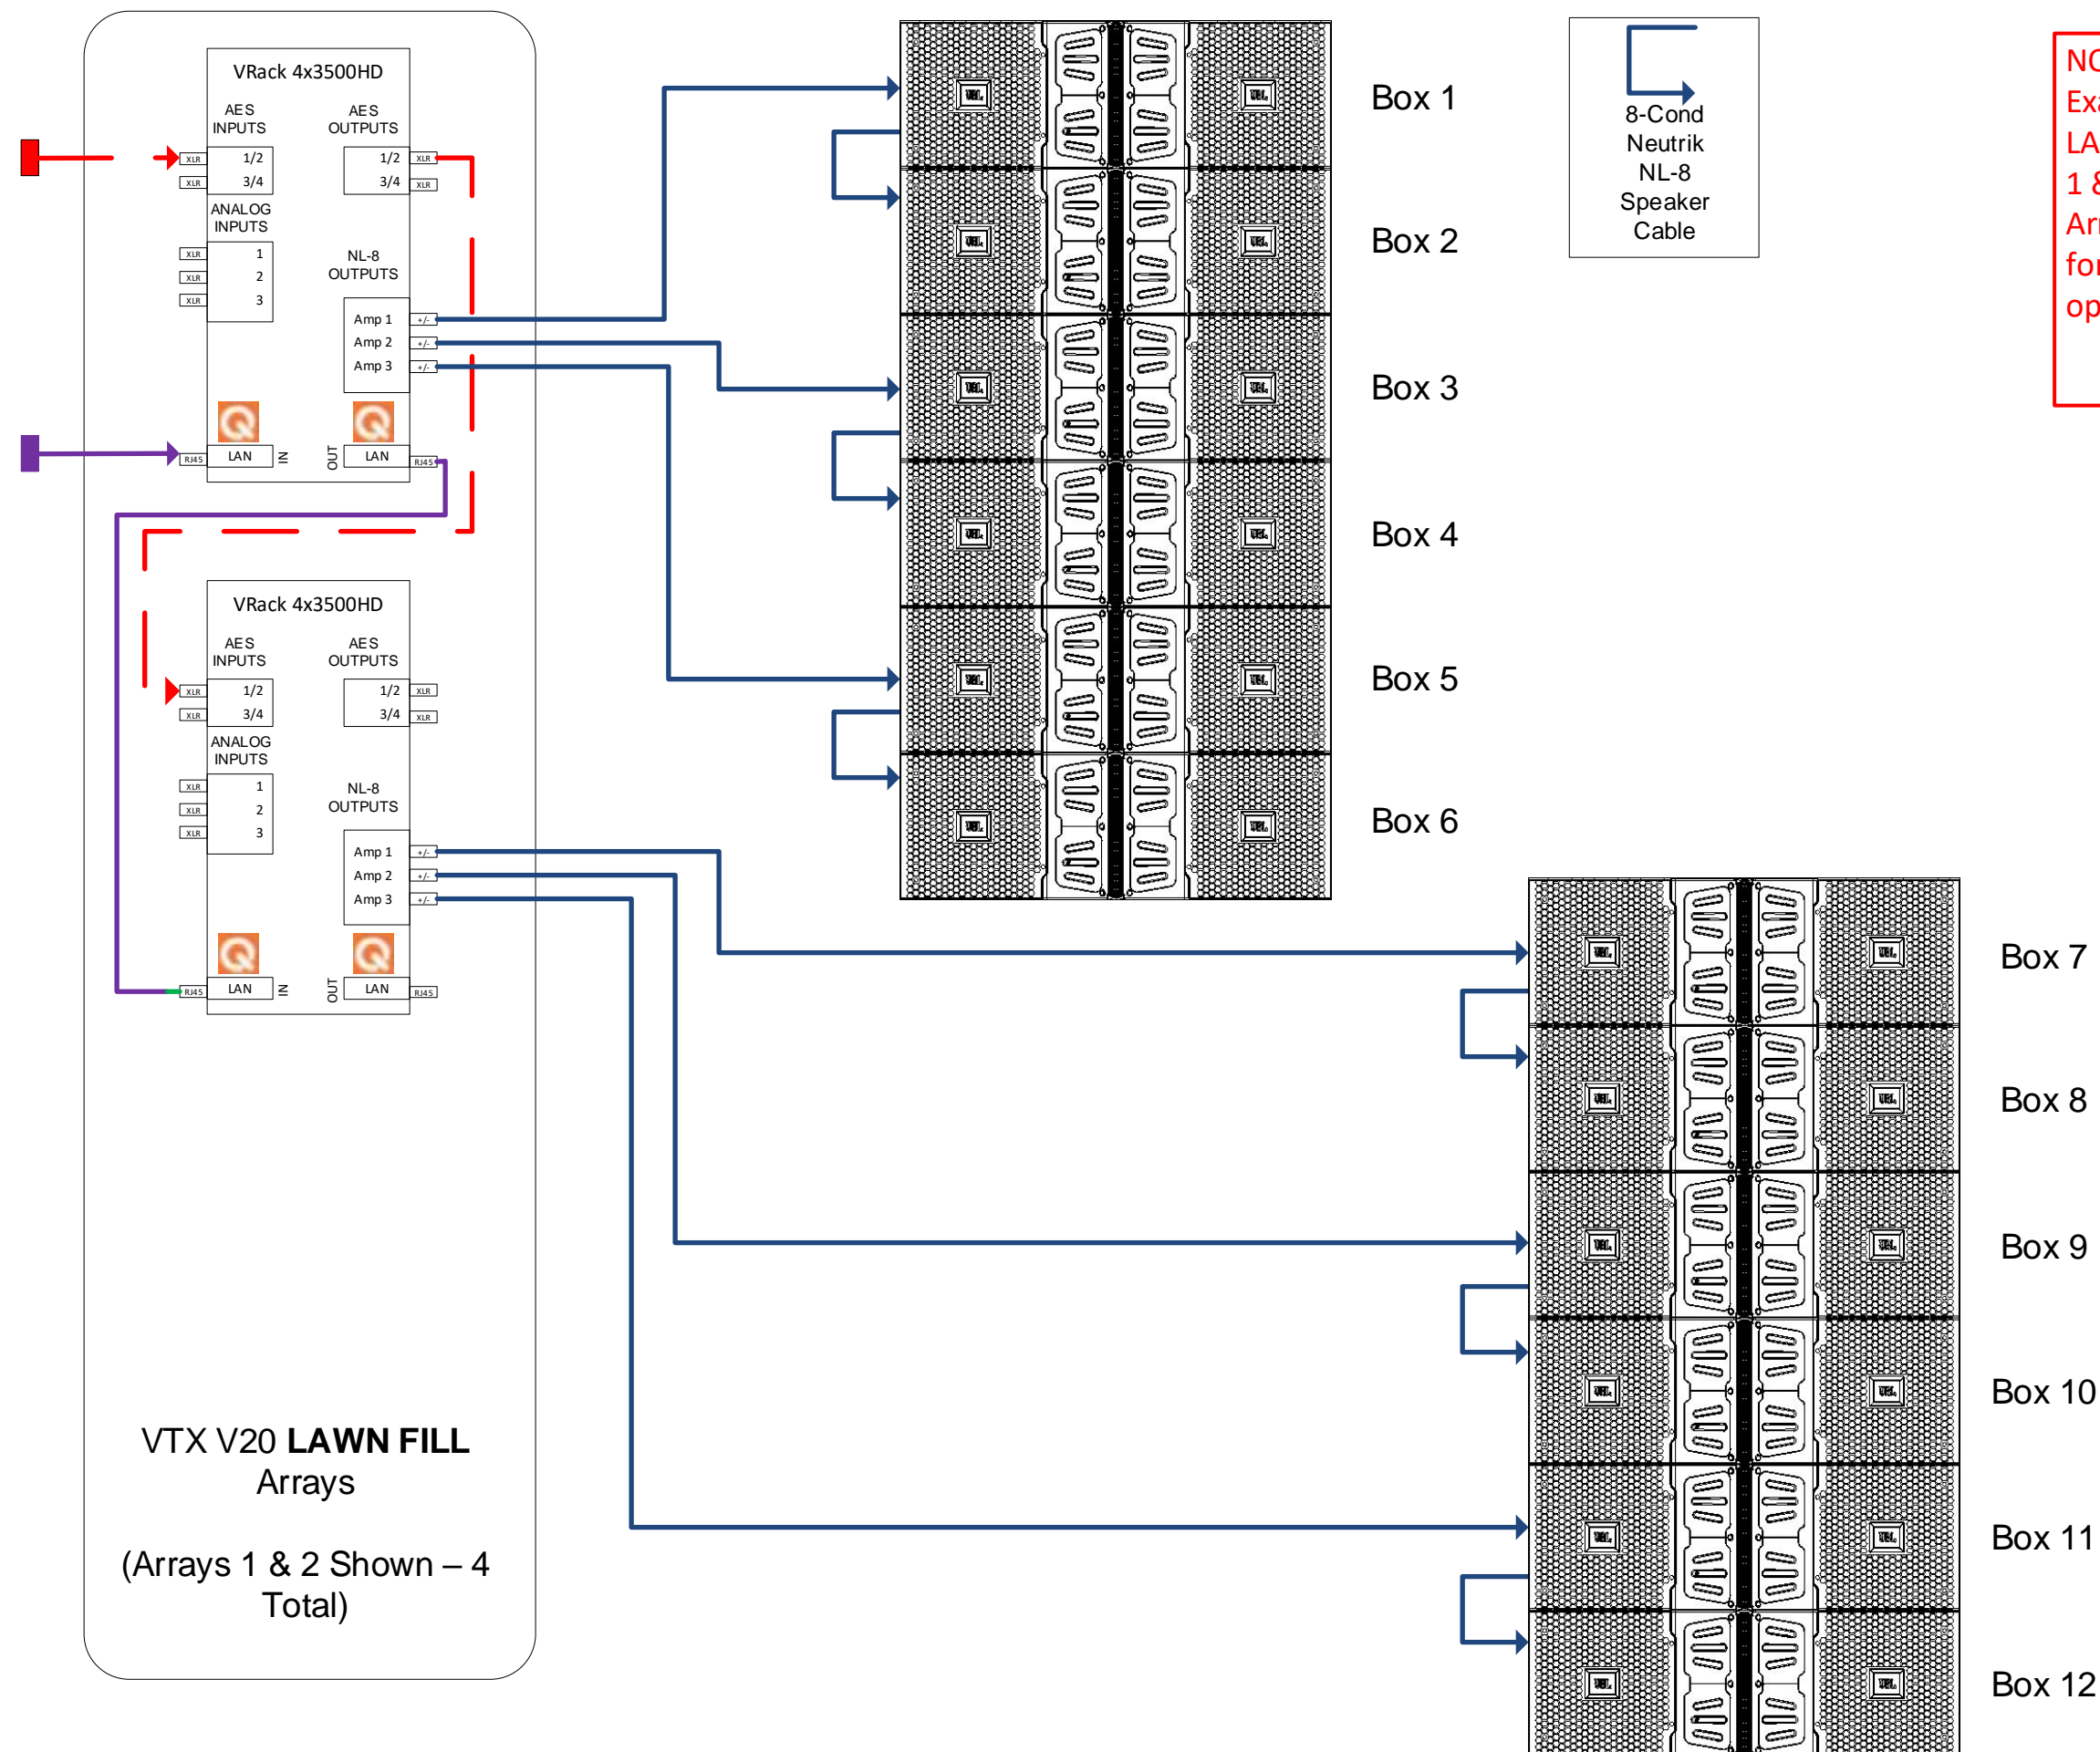 VRack 4x3500HD
AES
INPUTS
AES
OUTPUTS
XLR
1/2
1/2
XLR
XLR
3/4
3/4
XLR
ANALOG
INPUTS
XLR
1
XLR
2
XLR
3
NL-8
OUTPUTS
Amp 1
+/-
Amp 2
+/-
Amp 3
+/-
Q
Q
RJ45
LAN
IN
OUT
LAN
RJ45
VRack 4x3500HD
AES
INPUTS
AES
OUTPUTS
XLR
1/2
1/2
XLR
XLR
3/4
3/4
XLR
ANALOG
INPUTS
XLR
1
XLR
2
XLR
3
NL-8
OUTPUTS
Amp 1
+/-
Amp 2
+/-
Amp 3
+/-
Q
Q
RJ45
LAN
IN
OUT
LAN
RJ45
VTX V20 LAWN FILL
Arrays
(Arrays 1 & 2 Shown – 4
Total)
Box 1
Box 2
Box 3
Box 4
Box 5
Box 6
8-Cond
Neutrik
NL-8
Speaker
Cable
1 &
Box 7
Box 8
Box 9
Box 10
Box 11
Box 12